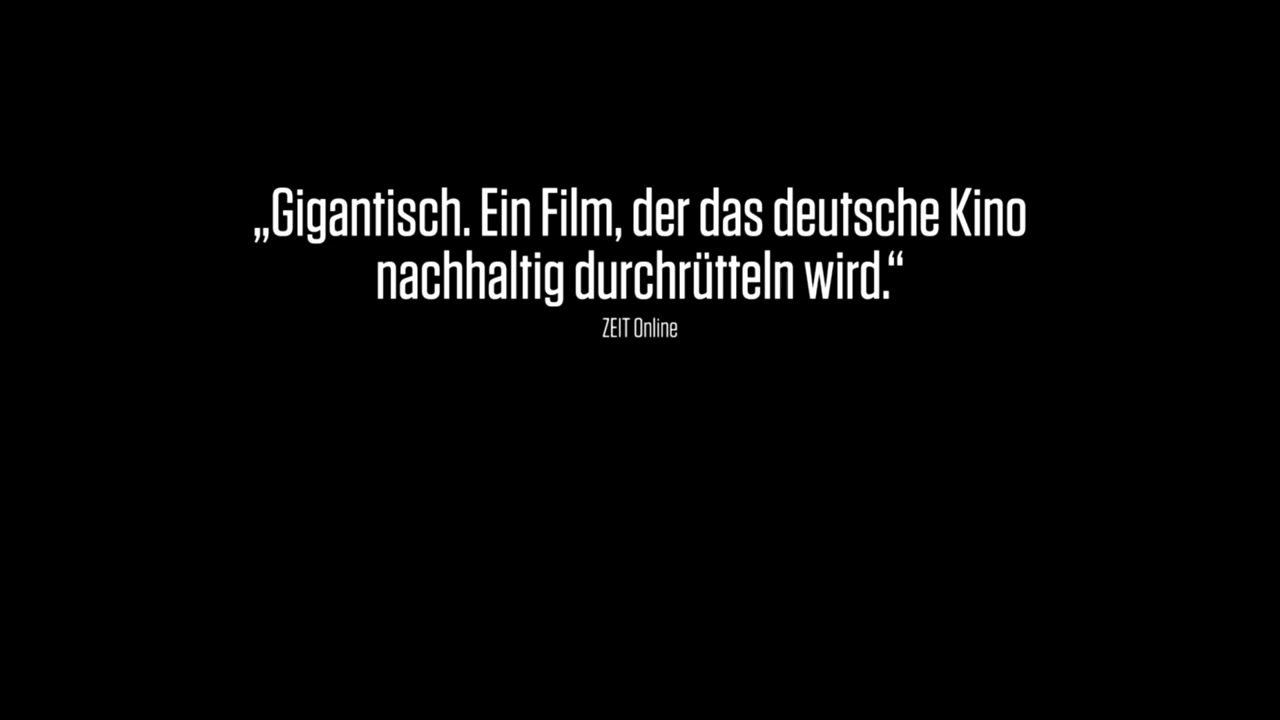 „Gigantisch. Ein Film, der das deutsche Kino
nachhaltig durchrütteln wird.“
ZEIT Online